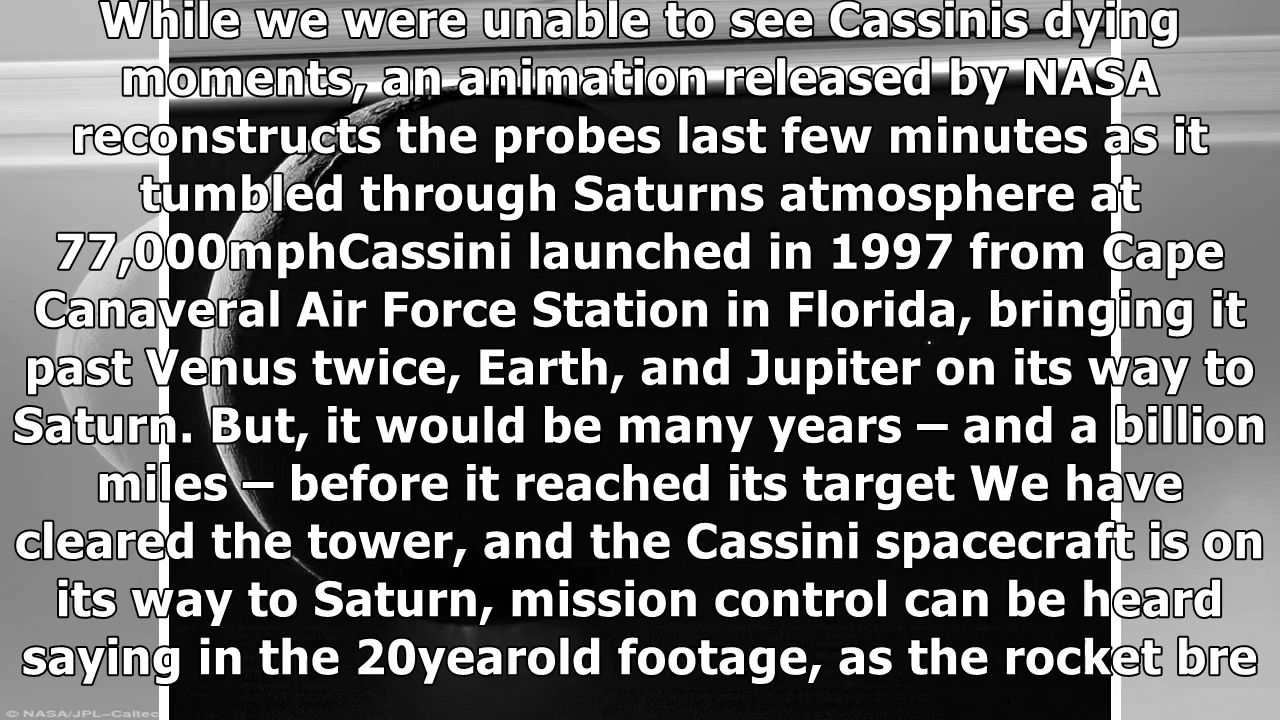 While we were unable to see Cassinis dying
moments, an animation released by NASA
reconstructs the probes last few minutes as it
tumbled through Saturns atmosphere at
77,000mphCassini launched in 1997 from Cape
Canaveral Air Force Station in Florida, bringing it
past Venus twice, Earth, and Jupiter on its way to
Saturn. But, it would be many years – and a billion
miles – before it reached its target We have
cleared the tower, and the Cassini spacecraft is on
its way to Saturn, mission control can be heard
saying in the 20yearold footage, as the rocket bre
© NASA/JPL-Caltec